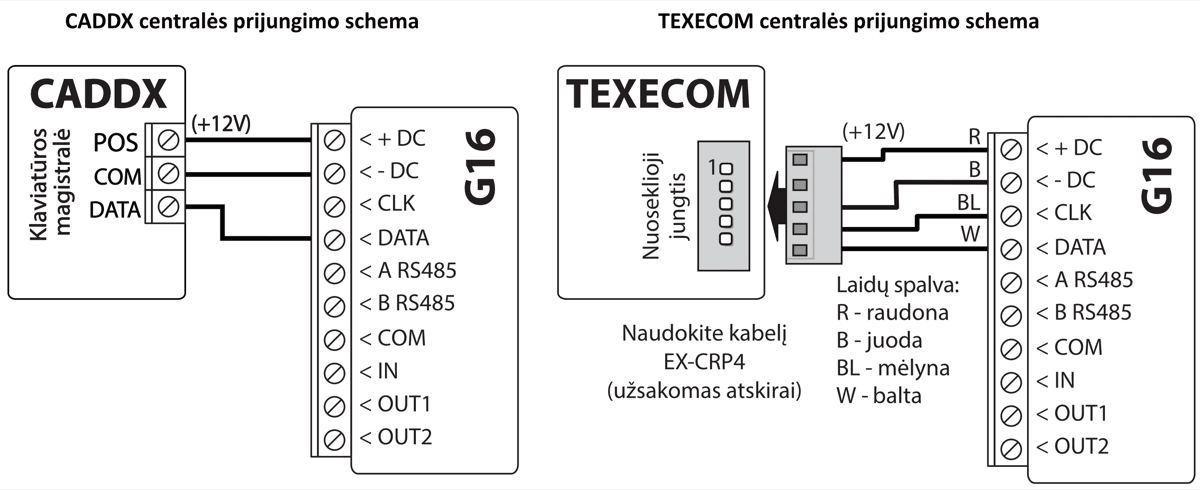 CADDX centralės prijungimo schema
CADDX
Klaviatūros
magistralė
POS
COM
DATA
(+12V)
< + DC
< - DC
< CLK
< DATA
< A RS485
< B RS485
< COM
< IN
< OUT1
< OUT2
G16
TEXECOM centralės prijungimo schema
TEXECOM
Nuoseklioji
jungtis
1
(+12V)
R
B
BL
W
< + DC
< - DC
< CLK
< DATA
< A RS485
< B RS485
< COM
< IN
< OUT1
< OUT2
G16
Naudokite kabelį
EX-CRP4
(užsakomas atskirai)
Laidų spalva:
R - raudona
B - juoda
BL - mėlyna
W - balta